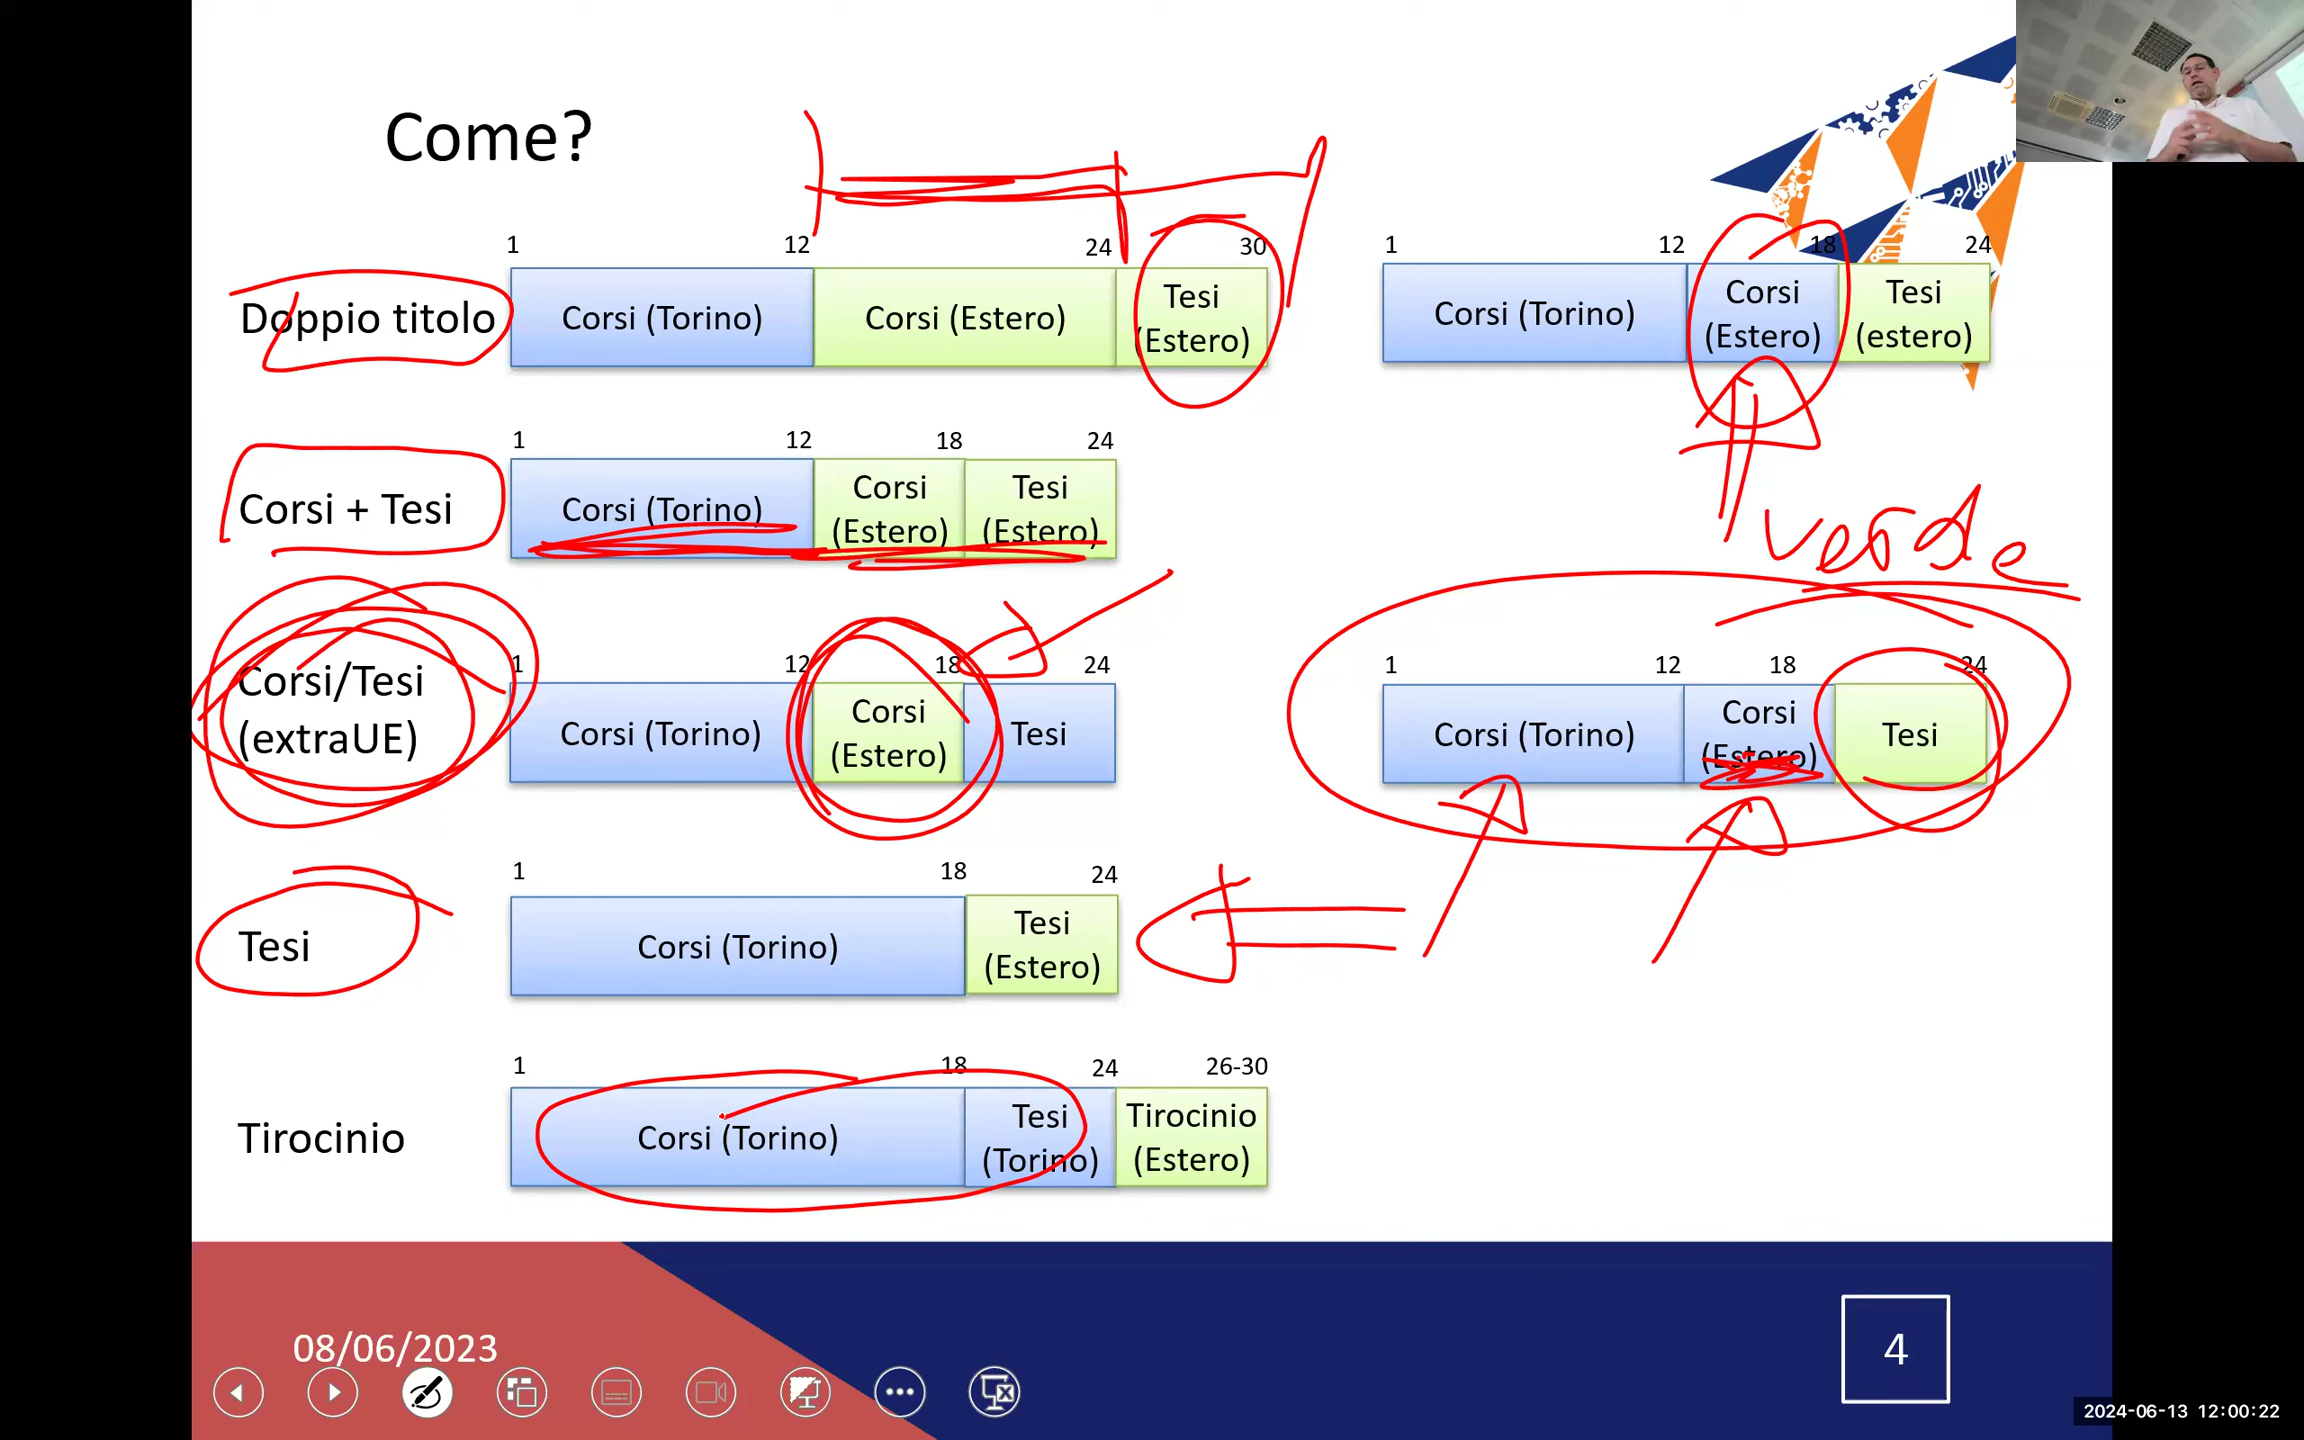 Come?
1 12 24 30
Doppio titolo
Corsi (Torino)
Corsi (Estero)
Tesi
(Estero)
1 12 18 24
Corsi (Torino)
Corsi
(Estero)
Tesi
(estero)
1 12 18 24
Corsi + Tesi
Corsi (Torino)
Corsi
(Estero)
Tesi
(Estero)
verde
1 12 18 24
Corsi/Tesi
(extraUE)
Corsi (Torino)
Corsi
(Estero)
Tesi
1 12 18 24
Corsi (Torino)
Corsi
(Estero)
Tesi
1 18 24
Tesi
Corsi (Torino)
Tesi
(Estero)
1 18 24 26-30
Tirocinio
Corsi (Torino)
Tesi
(Torino)
Tirocinio
(Estero)
08/06/2023
4
2024-06-13 12:00:22